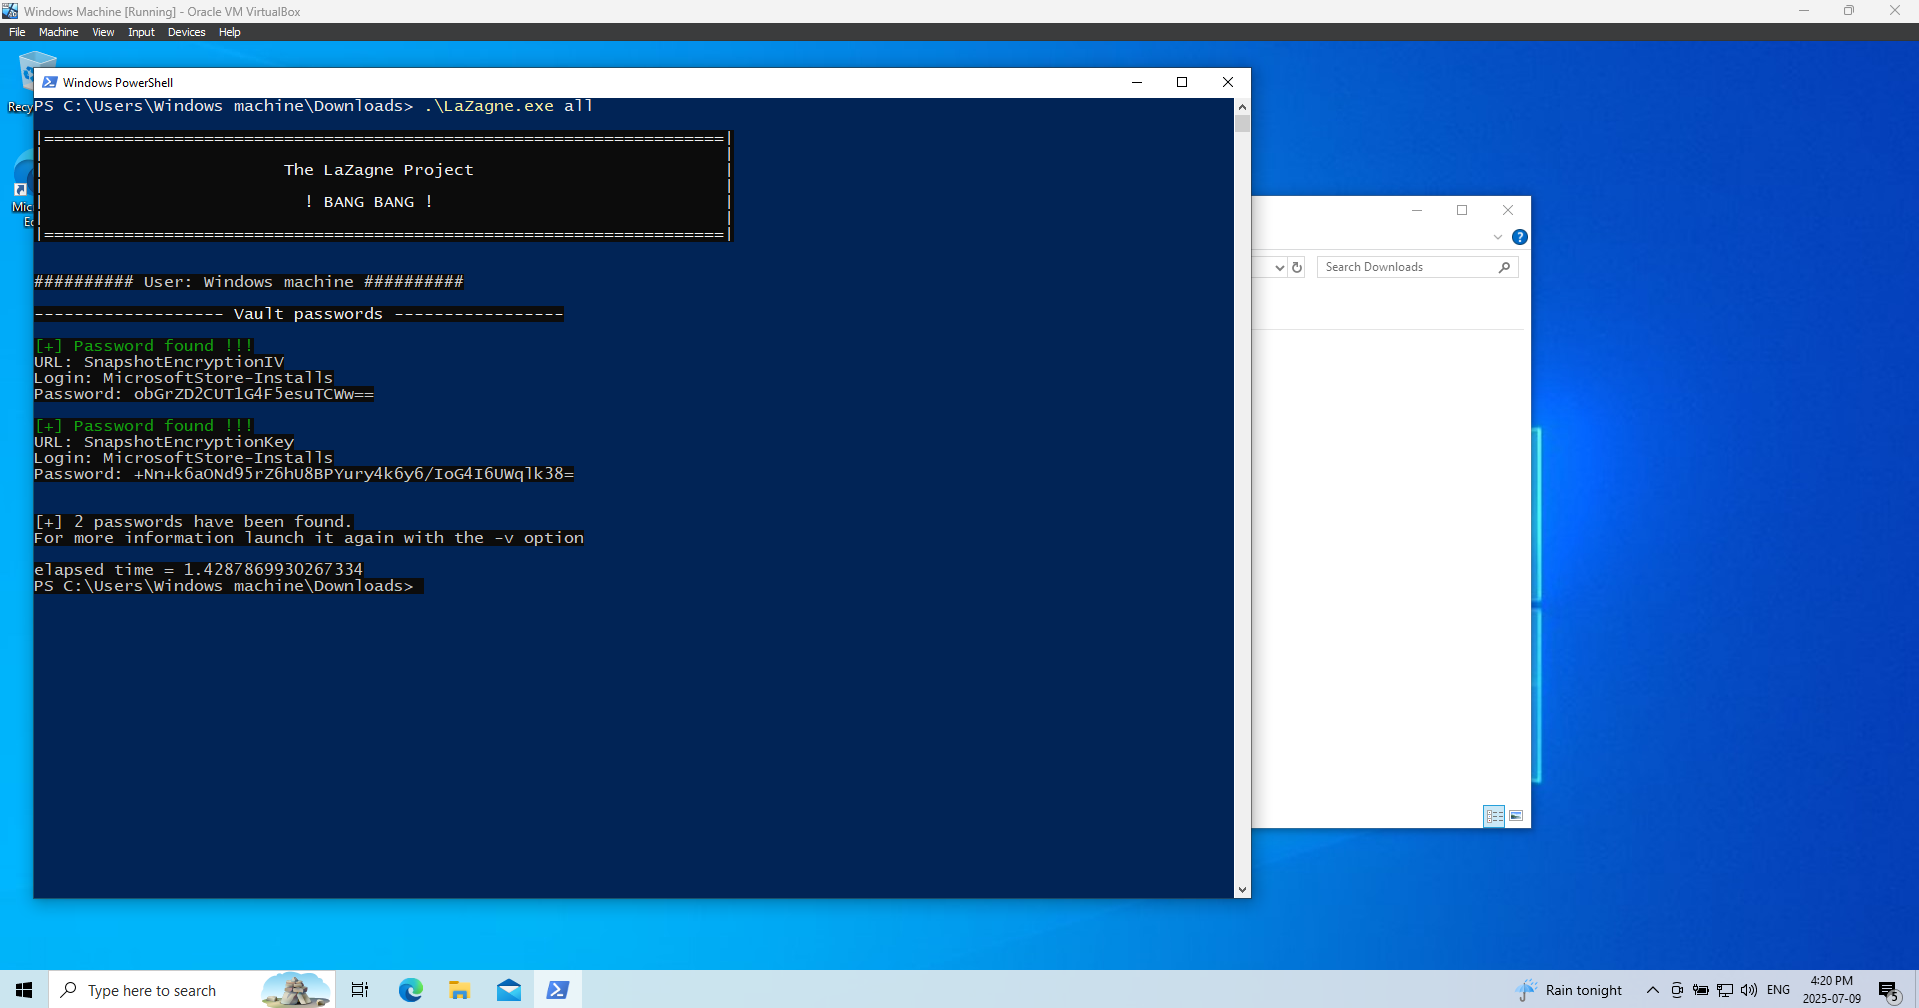 Windows Machine [Running] - Oracle VM VirtualBox
File Machine View Input Devices Help
Windows PowerShell
PS C:\Users\Windows machine\Downloads> .\LaZagne.exe all
|====================================================================|
The LaZagne Project
! BANG BANG !
|====================================================================|
########## User: Windows machine ##########
------------------- Vault passwords -----------------
[+] Password found !!!
URL: SnapshotEncryptionIV
Login: MicrosoftStore-Installs
Password: obGrZD2CUT1G4F5esuTCWw==
[+] Password found !!!
URL: SnapshotEncryptionKey
Login: MicrosoftStore-Installs
Password: +Nn+k6aONd95rZ6hU8BPYury4k6y6/IoG4I6UWqlk38=
[+] 2 passwords have been found.
For more information launch it again with the -v option
elapsed time = 1.4287869930267334
PS C:\Users\Windows machine\Downloads>
Recy
Mic
Ed
Search Downloads
Type here to search
Rain tonight
ENG
4:20 PM
2025-07-09
5